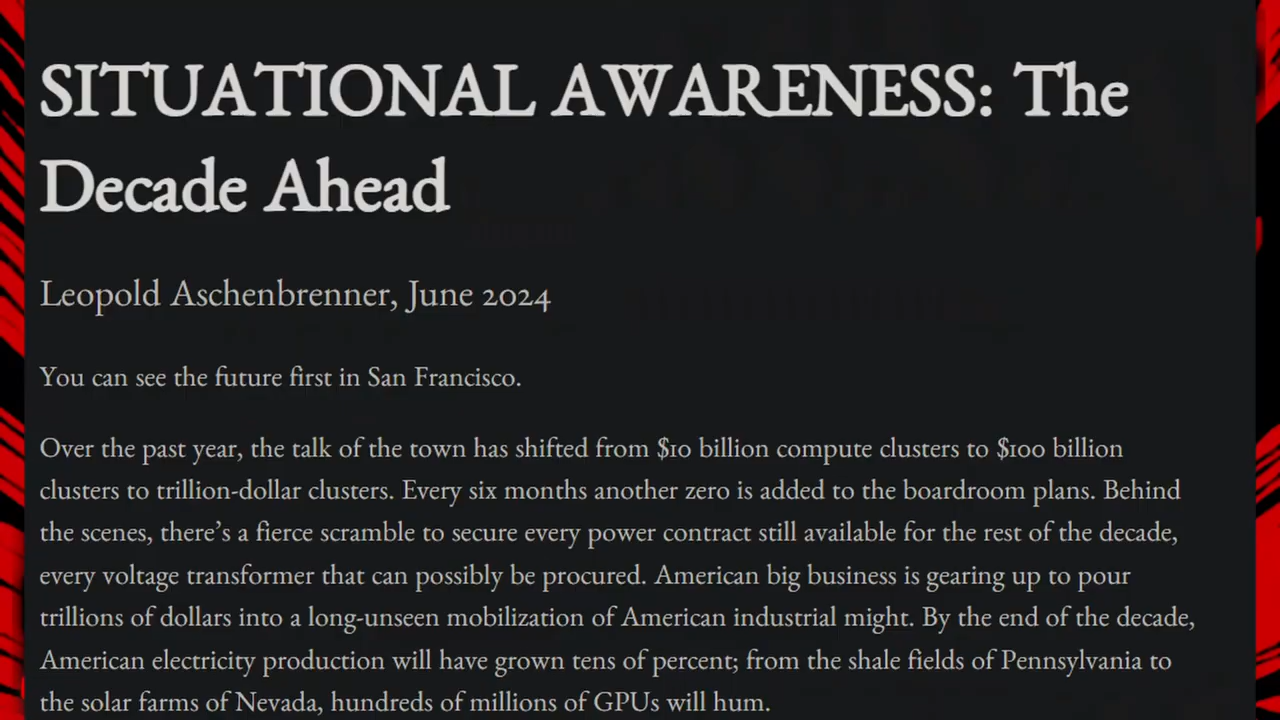 SITUATIONAL AWARENESS: The
Decade Ahead
Leopold Aschenbrenner, June 2024
You can see the future first in San Francisco.
Over the past year, the talk of the town has shifted from $10 billion compute clusters to $100 billion
clusters to trillion-dollar clusters. Every six months another zero is added to the boardroom plans. Behind
the scenes, there’s a fierce scramble to secure every power contract still available for the rest of the decade,
every voltage transformer that can possibly be procured. American big business is gearing up to pour
trillions of dollars into a long-unseen mobilization of American industrial might. By the end of the decade,
American electricity production will have grown tens of percent; from the shale fields of Pennsylvania to
the solar farms of Nevada, hundreds of millions of GPUs will hum.